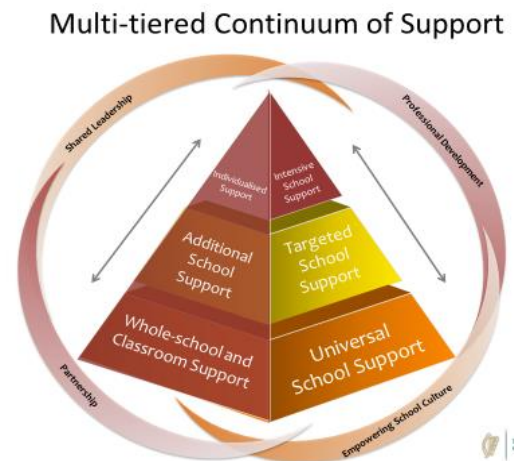 Multi-tiered Continuum of Support
Shared Leadership
Professional Development
Individualised
Support
Intensive
School
Support
Additional
School
Support
Targeted
School
Support
Whole-school and
Classroom Support
Universal
School Support
Partnership
Empowering School Culture